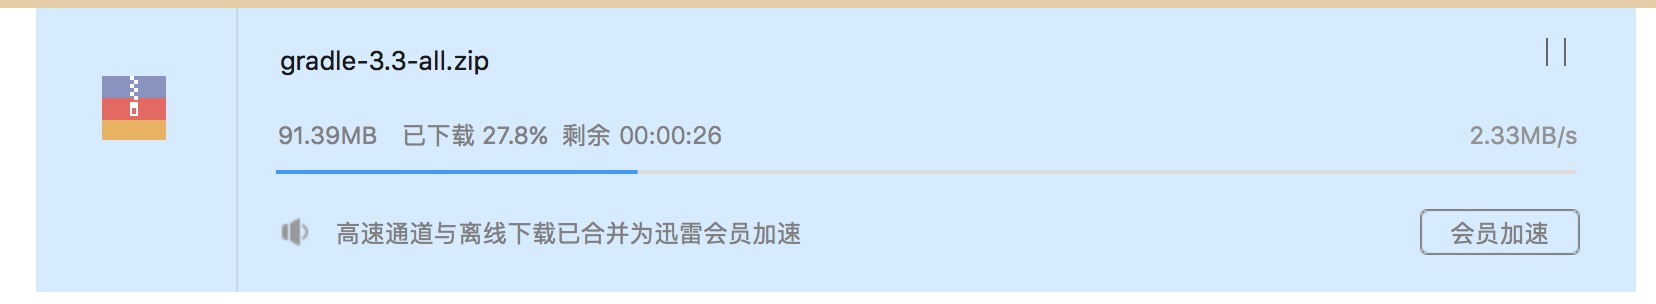 gradle-3.3-all.zip
91.39MB 已下载 27.8% 剩余 00:00:26 2.33MB/s
高速通道与离线下载已合并为迅雷会员加速 会员加速